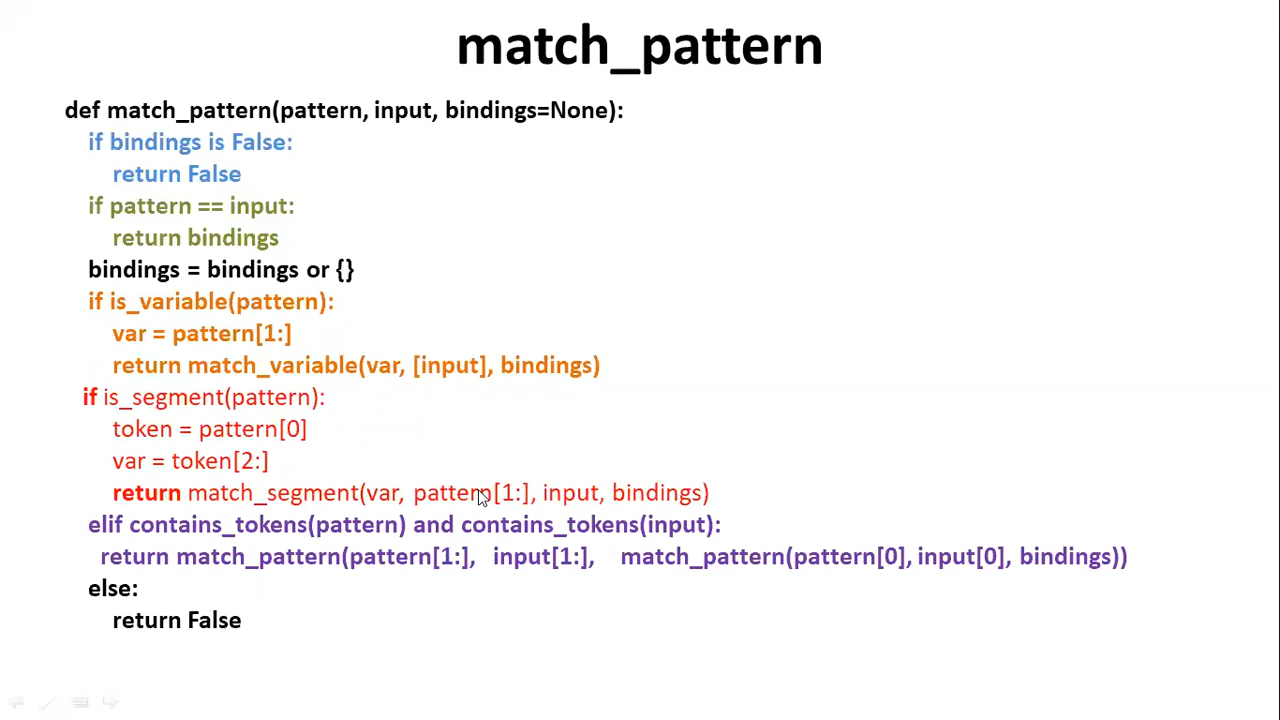 match_pattern
def match_pattern(pattern, input, bindings=None):
if bindings is False:
return False
if pattern == input:
return bindings
bindings = bindings or {}
if is_variable(pattern):
var = pattern[1:]
return match_variable(var, [input], bindings)
if is_segment(pattern):
token = pattern[0]
var = token[2:]
return match_segment(var, pattern[1:], input, bindings)
elif contains_tokens(pattern) and contains_tokens(input):
return match_pattern(pattern[1:], input[1:], match_pattern(pattern[0], input[0], bindings))
else:
return False